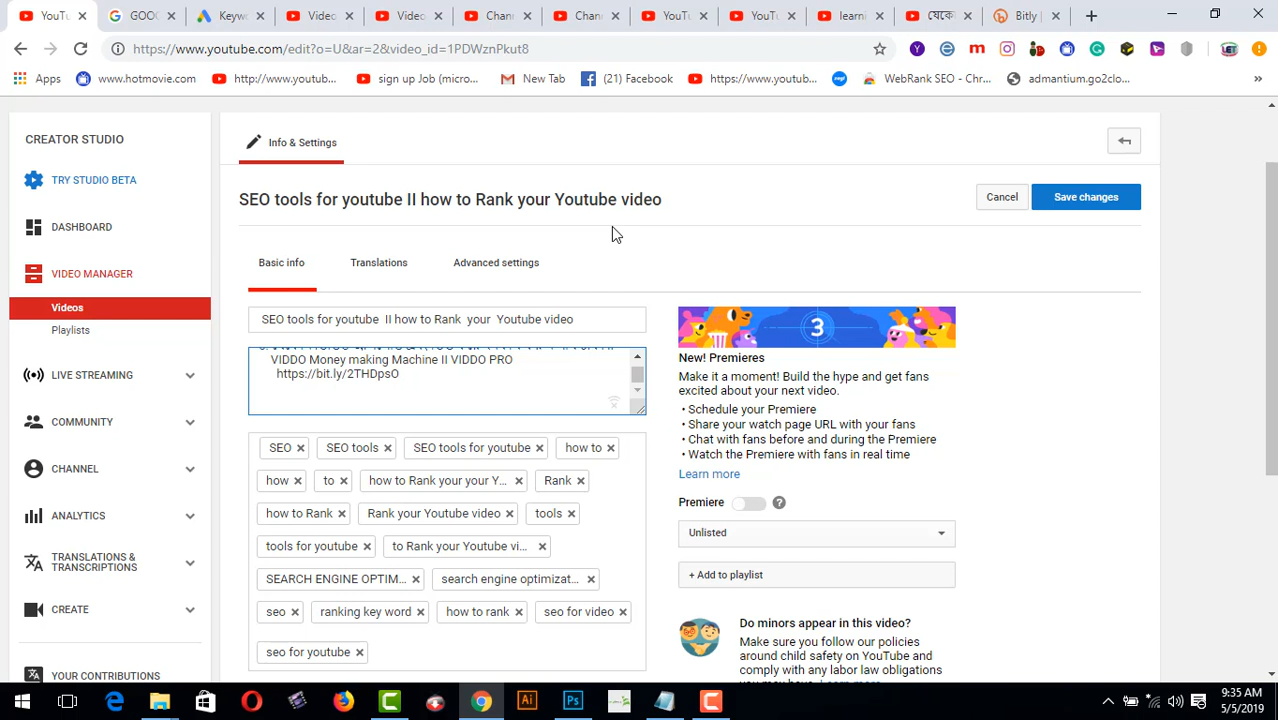 YouTu
GOOG
Keyw
Video
Video
Chann
Chann
YouTu
YouTu
learni
যেকো
Bitly |
https://www.youtube.com/edit?o=U&ar=2&video_id=1PDWznPkut8
Apps
www.hotmovie.com
http://www.youtub...
sign up Job (micro...
New Tab
(21) Facebook
https://www.youtub...
WebRank SEO - Chr...
admantium.go2clo...
»
CREATOR STUDIO
TRY STUDIO BETA
DASHBOARD
VIDEO MANAGER
Videos
Playlists
LIVE STREAMING
COMMUNITY
CHANNEL
ANALYTICS
TRANSLATIONS &
TRANSCRIPTIONS
CREATE
YOUR CONTRIBUTIONS
Info & Settings
SEO tools for youtube II how to Rank your Youtube video
Cancel
Save changes
Basic info
Translations
Advanced settings
SEO tools for youtube II how to Rank your Youtube video
VIDDO Money making Machine II VIDDO PRO
https://bit.ly/2THDpsO
SEO
SEO tools
SEO tools for youtube
how to
how
to
how to Rank your your Y...
Rank
how to Rank
Rank your Youtube video
tools
tools for youtube
to Rank your Youtube vi...
SEARCH ENGINE OPTIM...
search engine optimizat...
seo
ranking key word
how to rank
seo for video
seo for youtube
3
New! Premieres
Make it a moment! Build the hype and get fans
excited about your next video.
• Schedule your Premiere
• Share your watch page URL with your fans
• Chat with fans before and during the Premiere
• Watch the Premiere with fans in real time
Learn more
Premiere
Unlisted
+ Add to playlist
Do minors appear in this video?
Make sure you follow our policies
around child safety on YouTube and
comply with any labor law obligations
9:35 AM
5/5/2019